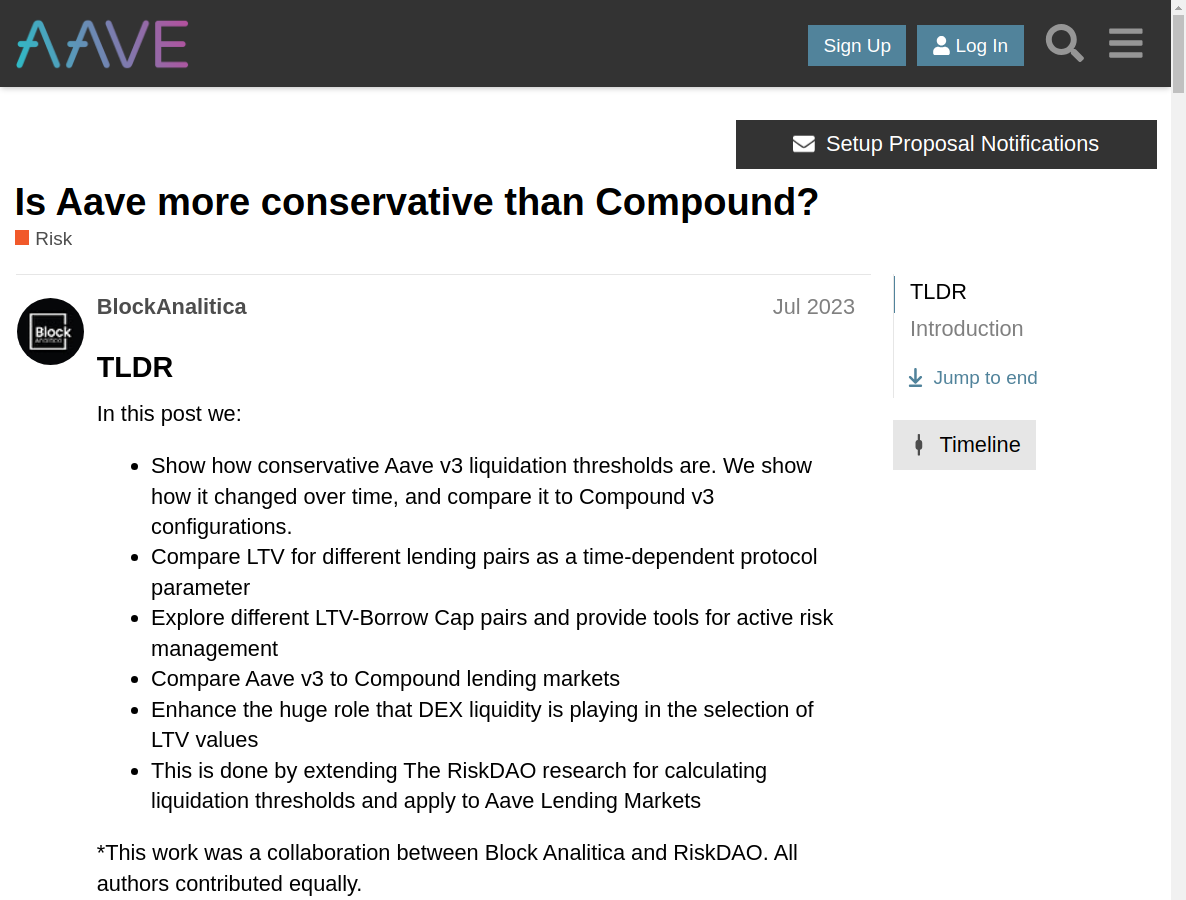 AAVE
Sign Up
Log In
Setup Proposal Notifications
Is Aave more conservative than Compound?
Risk
Block
Analitica
BlockAnalitica
Jul 2023
TLDR
In this post we:
Show how conservative Aave v3 liquidation thresholds are. We show
how it changed over time, and compare it to Compound v3
configurations.
Compare LTV for different lending pairs as a time-dependent protocol
parameter
Explore different LTV-Borrow Cap pairs and provide tools for active risk
management
Compare Aave v3 to Compound lending markets
Enhance the huge role that DEX liquidity is playing in the selection of
LTV values
This is done by extending The RiskDAO research for calculating
liquidation thresholds and apply to Aave Lending Markets
*This work was a collaboration between Block Analitica and RiskDAO. All
authors contributed equally.
TLDR
Introduction
Jump to end
Timeline